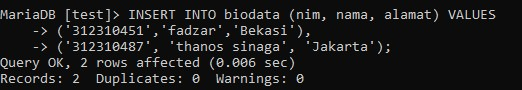 MariaDB [test]> INSERT INTO biodata (nim, nama, alamat) VALUES
    -> ('312310451','fadzar','Bekasi'),
    -> ('312310487', 'thanos sinaga', 'Jakarta');
Query OK, 2 rows affected (0.006 sec)
Records: 2  Duplicates: 0  Warnings: 0